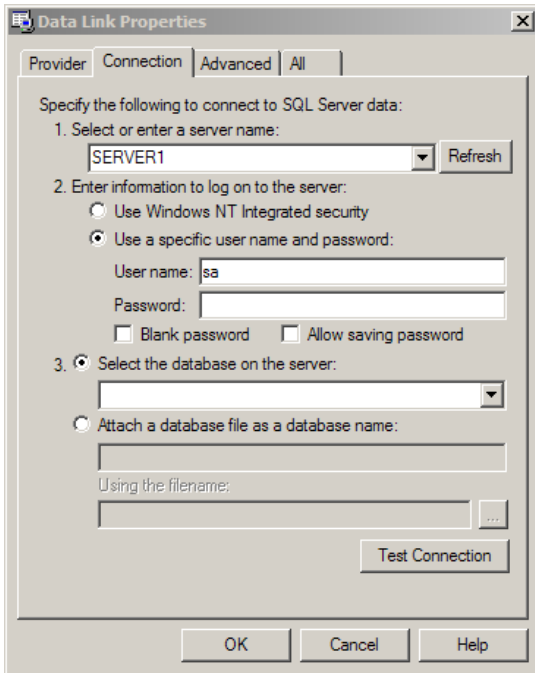 Data Link Properties
Provider Connection Advanced All
Specify the following to connect to SQL Server data:
1. Select or enter a server name:
SERVER1 Refresh
2. Enter information to log on to the server:
Use Windows NT Integrated security
Use a specific user name and password:
User name: sa
Password:
Blank password Allow saving password
3. Select the database on the server:
Attach a database file as a database name:
Using the filename:
...
Test Connection
OK Cancel Help